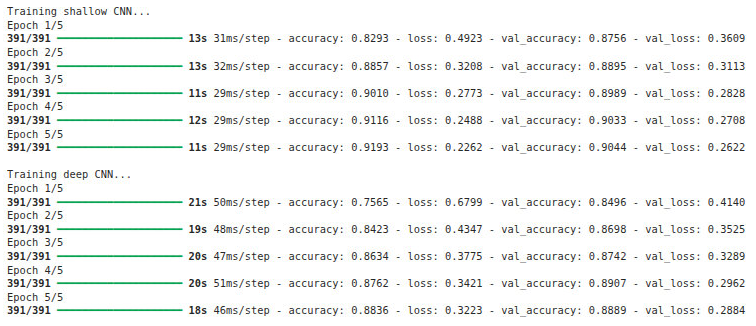 Training shallow CNN...
Epoch 1/5
391/391 ━━━━━━━━━━━━━━━━━━━━ 13s 31ms/step - accuracy: 0.8293 - loss: 0.4923 - val_accuracy: 0.8756 - val_loss: 0.3609
Epoch 2/5
391/391 ━━━━━━━━━━━━━━━━━━━━ 13s 32ms/step - accuracy: 0.8857 - loss: 0.3208 - val_accuracy: 0.8895 - val_loss: 0.3113
Epoch 3/5
391/391 ━━━━━━━━━━━━━━━━━━━━ 11s 29ms/step - accuracy: 0.9010 - loss: 0.2773 - val_accuracy: 0.8989 - val_loss: 0.2828
Epoch 4/5
391/391 ━━━━━━━━━━━━━━━━━━━━ 12s 29ms/step - accuracy: 0.9116 - loss: 0.2488 - val_accuracy: 0.9033 - val_loss: 0.2708
Epoch 5/5
391/391 ━━━━━━━━━━━━━━━━━━━━ 11s 29ms/step - accuracy: 0.9193 - loss: 0.2262 - val_accuracy: 0.9044 - val_loss: 0.2622
Training deep CNN...
Epoch 1/5
391/391 ━━━━━━━━━━━━━━━━━━━━ 21s 50ms/step - accuracy: 0.7565 - loss: 0.6799 - val_accuracy: 0.8496 - val_loss: 0.4140
Epoch 2/5
391/391 ━━━━━━━━━━━━━━━━━━━━ 19s 48ms/step - accuracy: 0.8423 - loss: 0.4347 - val_accuracy: 0.8698 - val_loss: 0.3525
Epoch 3/5
391/391 ━━━━━━━━━━━━━━━━━━━━ 20s 47ms/step - accuracy: 0.8634 - loss: 0.3775 - val_accuracy: 0.8742 - val_loss: 0.3289
Epoch 4/5
391/391 ━━━━━━━━━━━━━━━━━━━━ 20s 51ms/step - accuracy: 0.8762 - loss: 0.3421 - val_accuracy: 0.8907 - val_loss: 0.2962
Epoch 5/5
391/391 ━━━━━━━━━━━━━━━━━━━━ 18s 46ms/step - accuracy: 0.8836 - loss: 0.3223 - val_accuracy: 0.8889 - val_loss: 0.2884